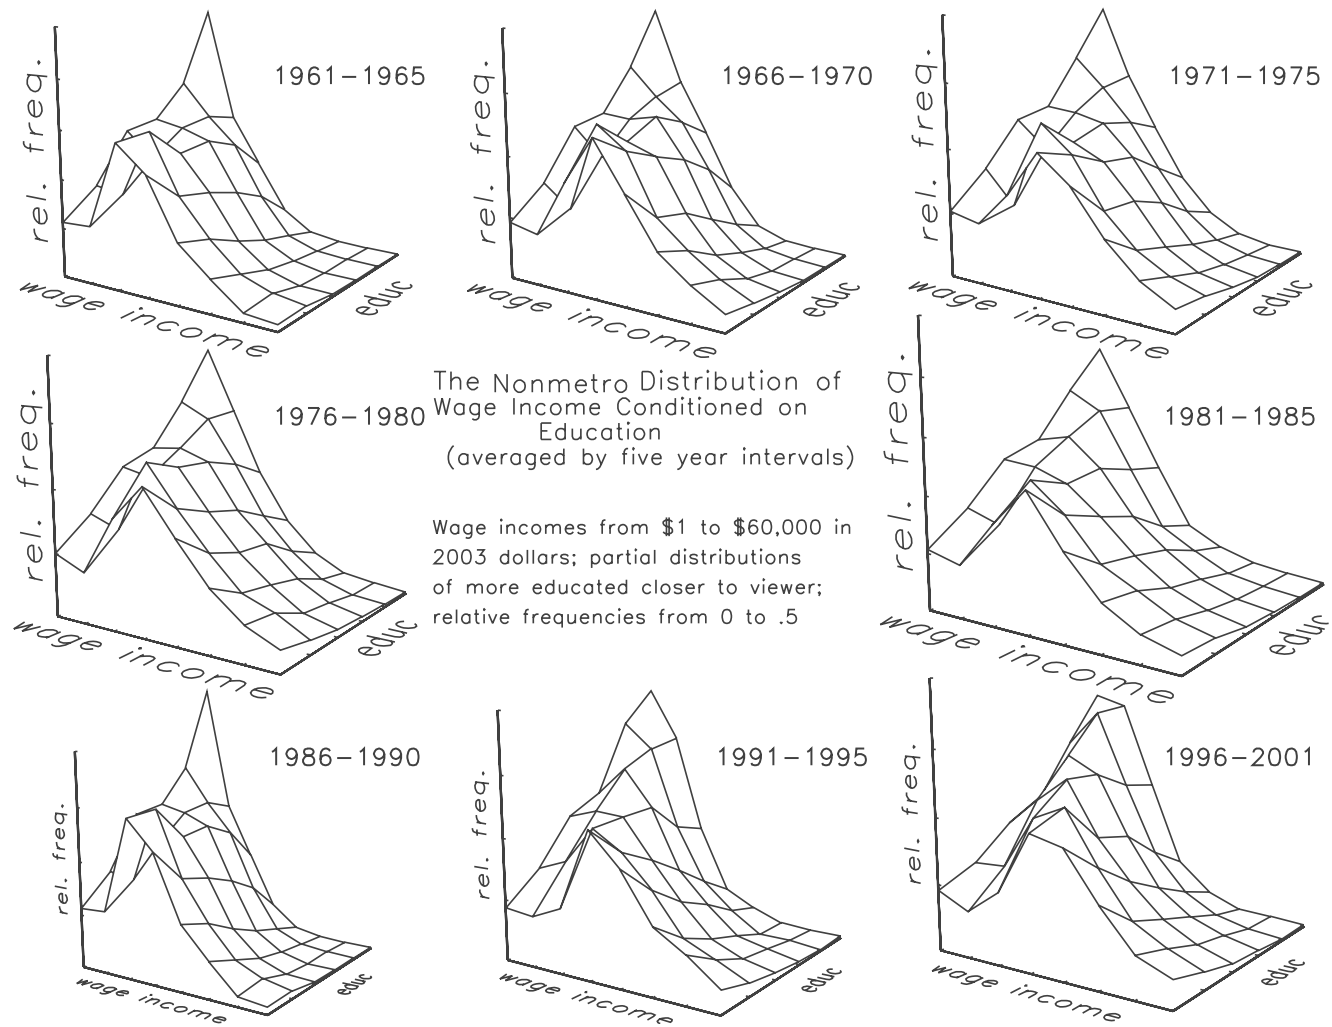 rel. freq.
1961-1965
wage income
educ
rel. freq.
1966-1970
wage income
educ
rel. freq.
1971-1975
wage income
educ
rel. freq.
1976-1980
wage income
educ
The Nonmetro Distribution of
Wage Income Conditioned on
Education
(averaged by five year intervals)
Wage incomes from $1 to $60,000 in
2003 dollars; partial distributions
of more educated closer to viewer;
relative frequencies from 0 to .5
rel. freq.
1981-1985
wage income
educ
rel. freq.
1986-1990
wage income
educ
rel. freq.
1991-1995
wage income
educ
rel. freq.
1996-2001
wage income
educ